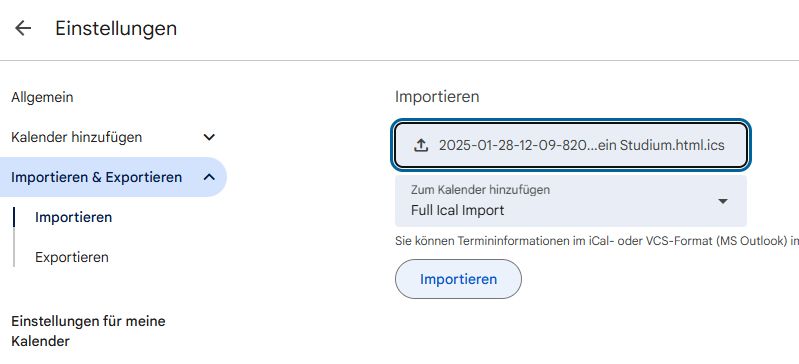 Einstellungen
Allgemein
Kalender hinzufügen
Importieren & Exportieren
Importieren
Exportieren
Einstellungen für meine
Kalender
Importieren
2025-01-28-12-09-820...ein Studium.html.ics
Zum Kalender hinzufügen
Full Ical Import
Sie können Termininformationen im iCal- oder VCS-Format (MS Outlook) im
Importieren